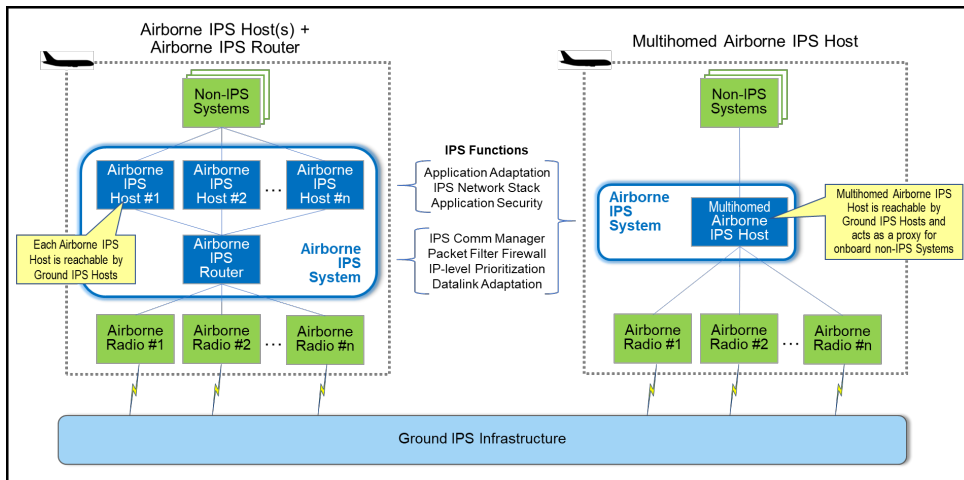 Airborne IPS Host(s) +
Airborne IPS Router
Multihomed Airborne IPS Host
Non-IPS
Systems
Non-IPS
Systems
IPS Functions
Application Adaptation
IPS Network Stack
Application Security
IPS Comm Manager
Packet Filter Firewall
IP-level Prioritization
Datalink Adaptation
Airborne
IPS
Host #1
Airborne
IPS
Host #2
...
Airborne
IPS
Host #n
Each Airborne IPS
Host is reachable by
Ground IPS Hosts
Airborne
IPS
Router
Airborne
IPS
System
Airborne
IPS
System
Multihomed
Airborne
IPS Host
Multihomed Airborne IPS
Host is reachable by
Ground IPS Hosts and
acts as a proxy for
onboard non-IPS Systems
Airborne
Radio #1
Airborne
Radio #2
...
Airborne
Radio #n
Airborne
Radio #1
Airborne
Radio #2
...
Airborne
Radio #n
Ground IPS Infrastructure